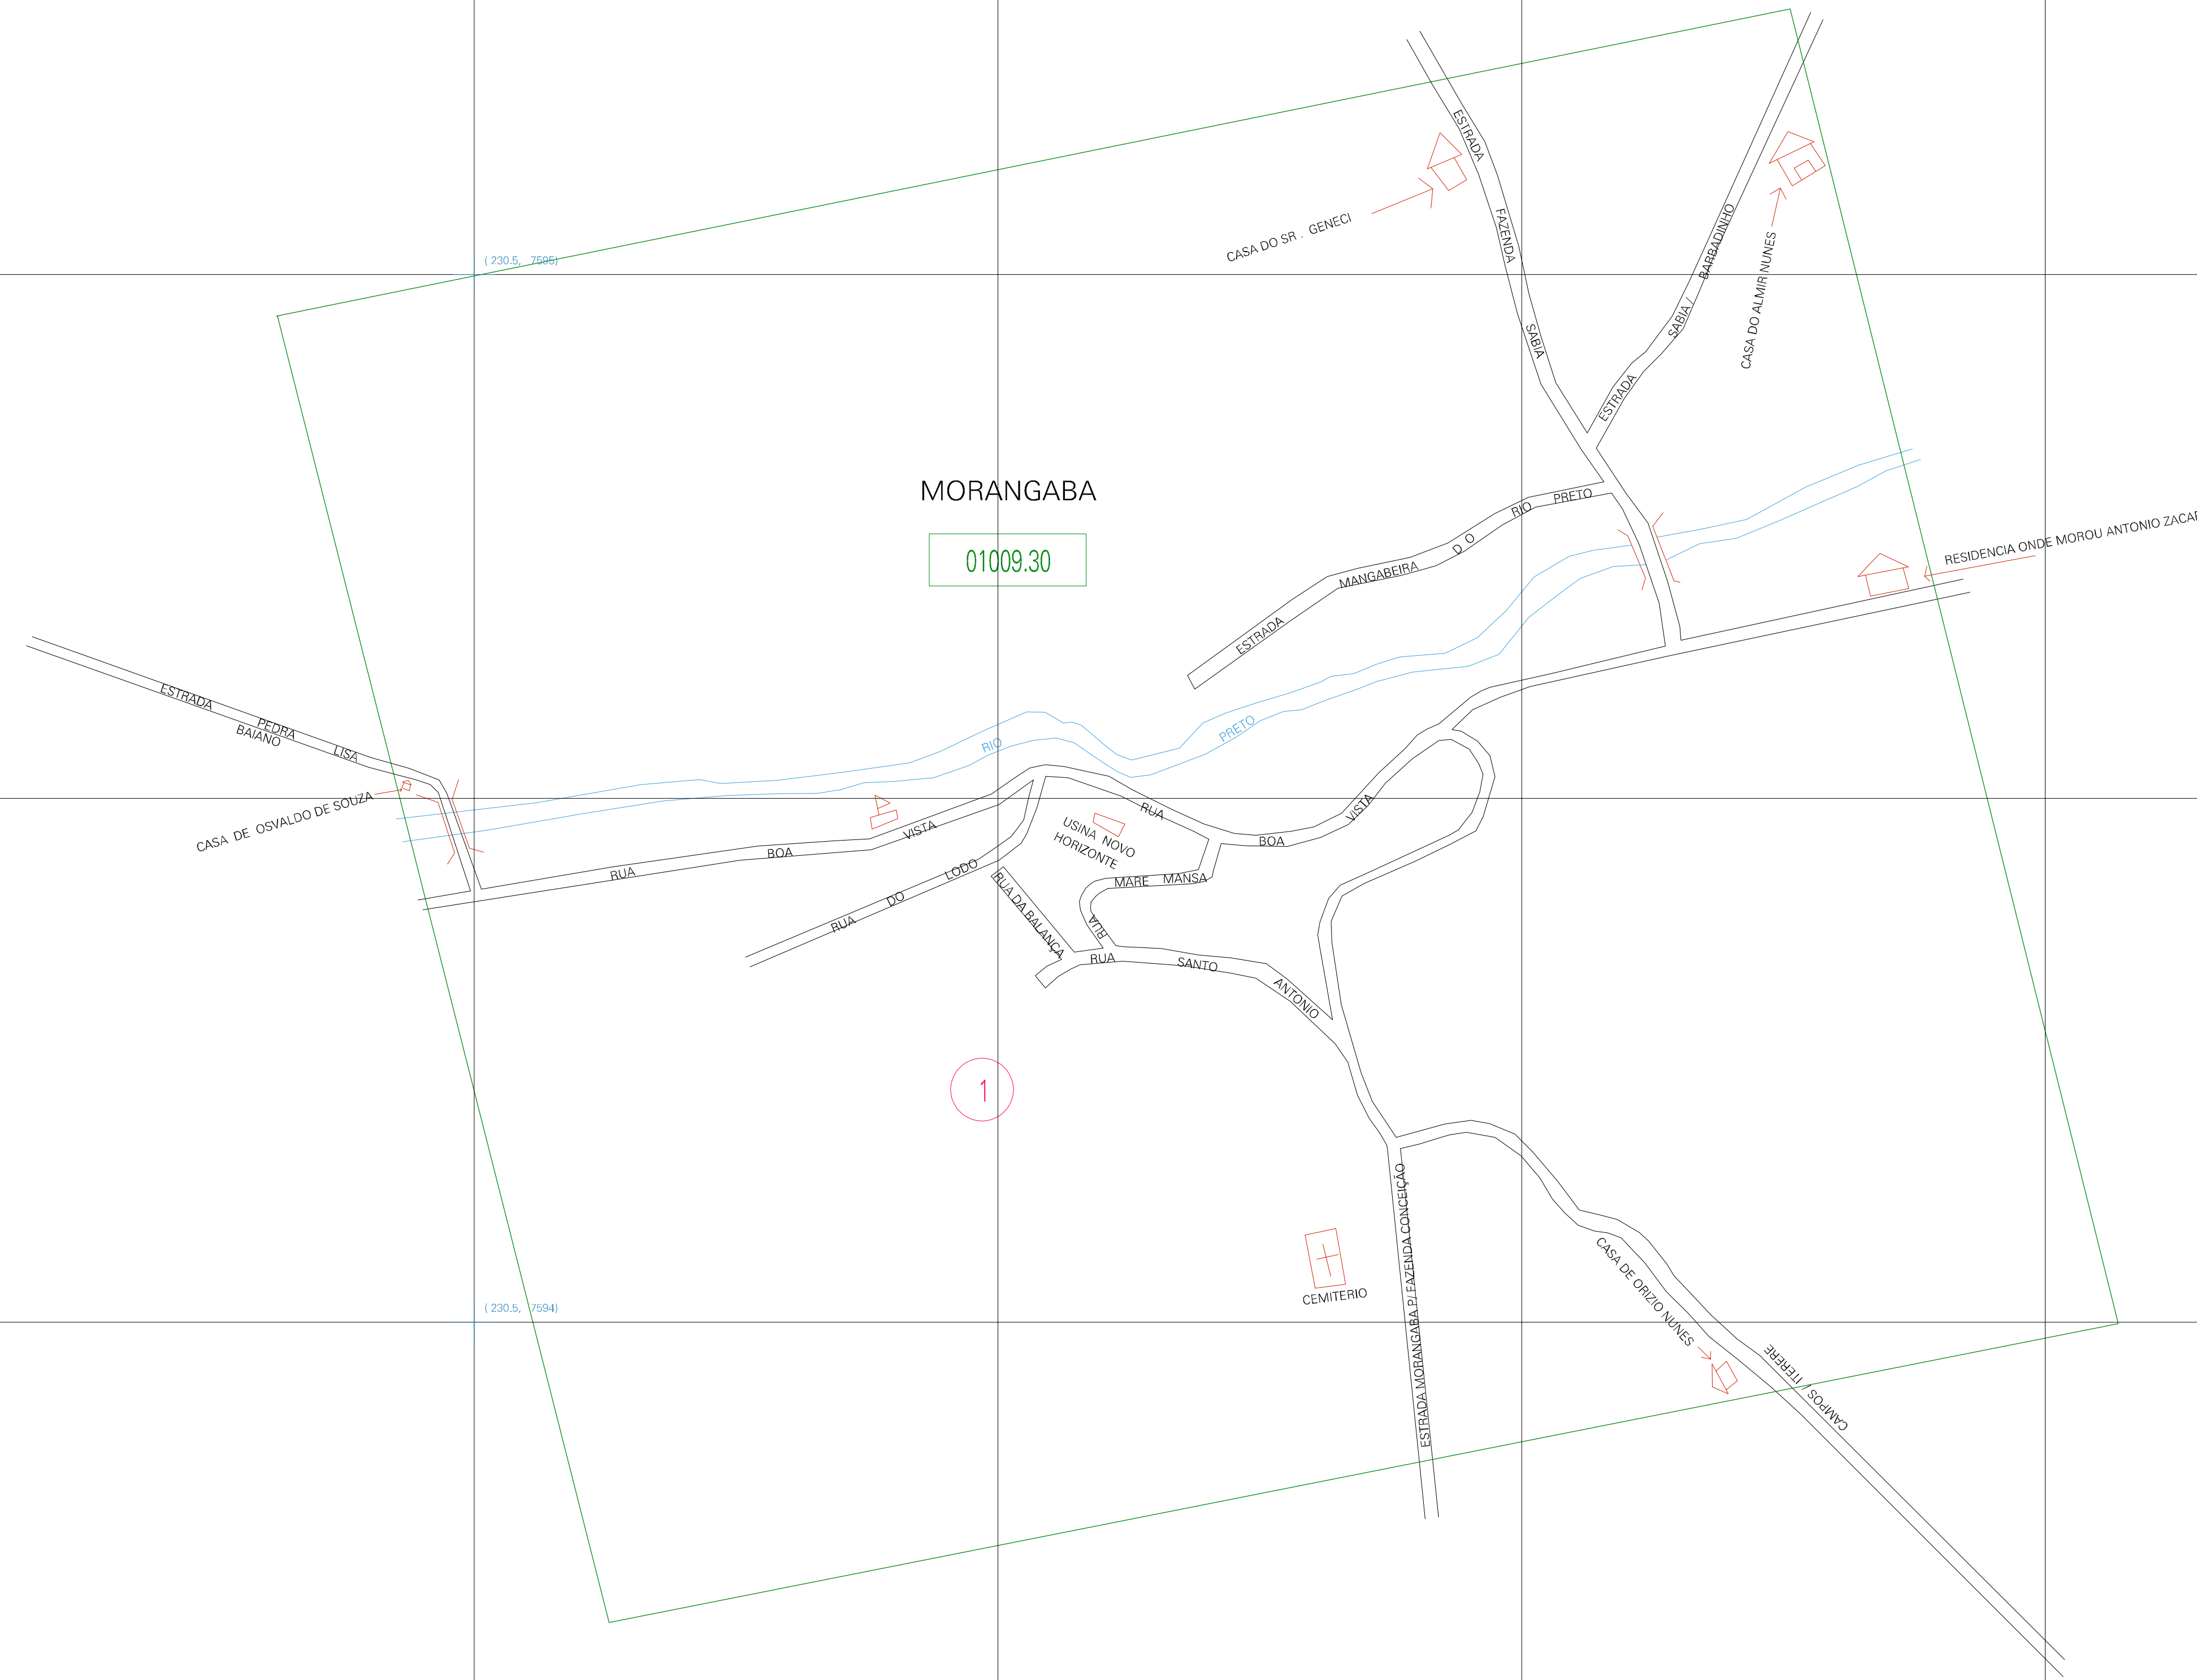 ESTRADA FAZENDA SABIA
CASA DO SR . GENECI
ESTRADA SABIA / BARBADINHO
CASA DO ALMIR NUNES
( 230.5, 7595)
MORANGABA
01009.30
ESTRADA MANGABEIRA DO RIO PRETO
RESIDENCIA ONDE MOROU ANTONIO
ESTRADA PEDRA LISA
BAIANO
CASA DE OSVALDO DE SOUZA
RIO PRETO
RUA BOA VISTA
RUA BOA VISTA
USINA NOVO
HORIZONTE
RUA DO LODO
RUA DA BALANÇA
RUA MARE MANSA
RUA SANTO ANTONIO
1
ESTRADA MORANGABA P/ FAZENDA CONCEIÇÃO
CEMITERIO
CASA DE ORIZIO NUNES
CAMPOS / ITERERE
( 230.5, 7594)